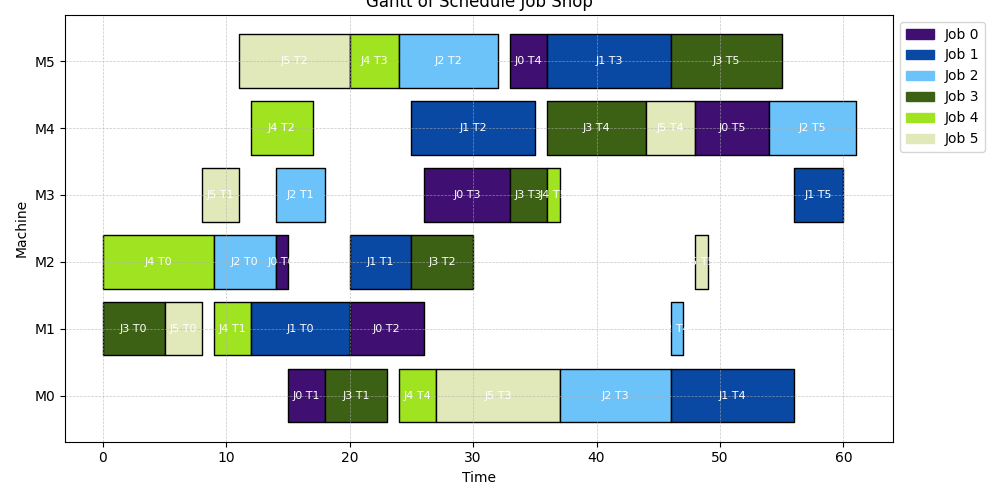 Gantt of Schedule Job Shop
M5
J5 T2
J4 T3
J2 T2
J0 T4
J1 T3
J3 T5
M4
J4 T2
J1 T2
J3 T4
J5 T4
J0 T5
J2 T5
M3
J5 T1
J2 T1
J0 T3
J3 T3
J1 T5
M2
J4 T0
J2 T0
J1 T1
J3 T2
M1
J3 T0
J5 T0
J4 T1
J1 T0
J0 T2
M0
J0 T1
J3 T1
J4 T4
J5 T3
J2 T3
J1 T4
Machine
0 10 20 30 40 50 60
Time
Job 0
Job 1
Job 2
Job 3
Job 4
Job 5